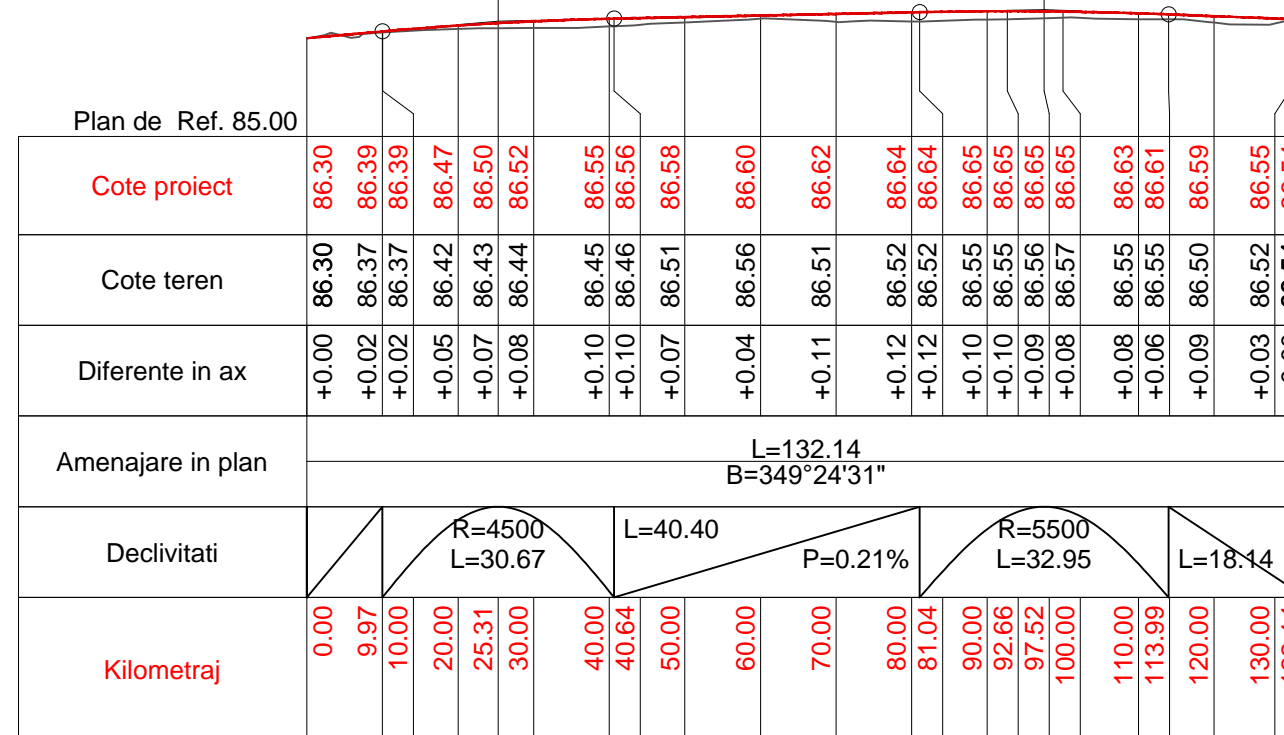 Plan de Ref. 85.00
Cote proiect 86.30 86.39 86.39 86.47 86.50 86.52 86.55 86.56 86.58 86.60 86.62 86.64 86.64 86.65 86.65 86.65 86.65 86.63 86.61 86.59 86.55
Cote teren 86.30 86.37 86.37 86.42 86.43 86.44 86.45 86.46 86.51 86.56 86.51 86.52 86.52 86.55 86.55 86.56 86.57 86.55 86.55 86.50 86.52
Diferente in ax +0.00 +0.02 +0.02 +0.05 +0.07 +0.08 +0.10 +0.10 +0.07 +0.04 +0.11 +0.12 +0.12 +0.10 +0.10 +0.09 +0.08 +0.08 +0.06 +0.09 +0.03
Amenajare in plan
L=132.14
B=349°24'31"
Declivitati
R=4500
L=30.67
L=40.40
P=0.21%
R=5500
L=32.95
L=18.14
Kilometraj 0.00 9.97 10.00 20.00 25.31 30.00 40.00 40.64 50.00 60.00 70.00 80.00 81.04 90.00 92.66 97.52 100.00 110.00 113.99 120.00 130.00